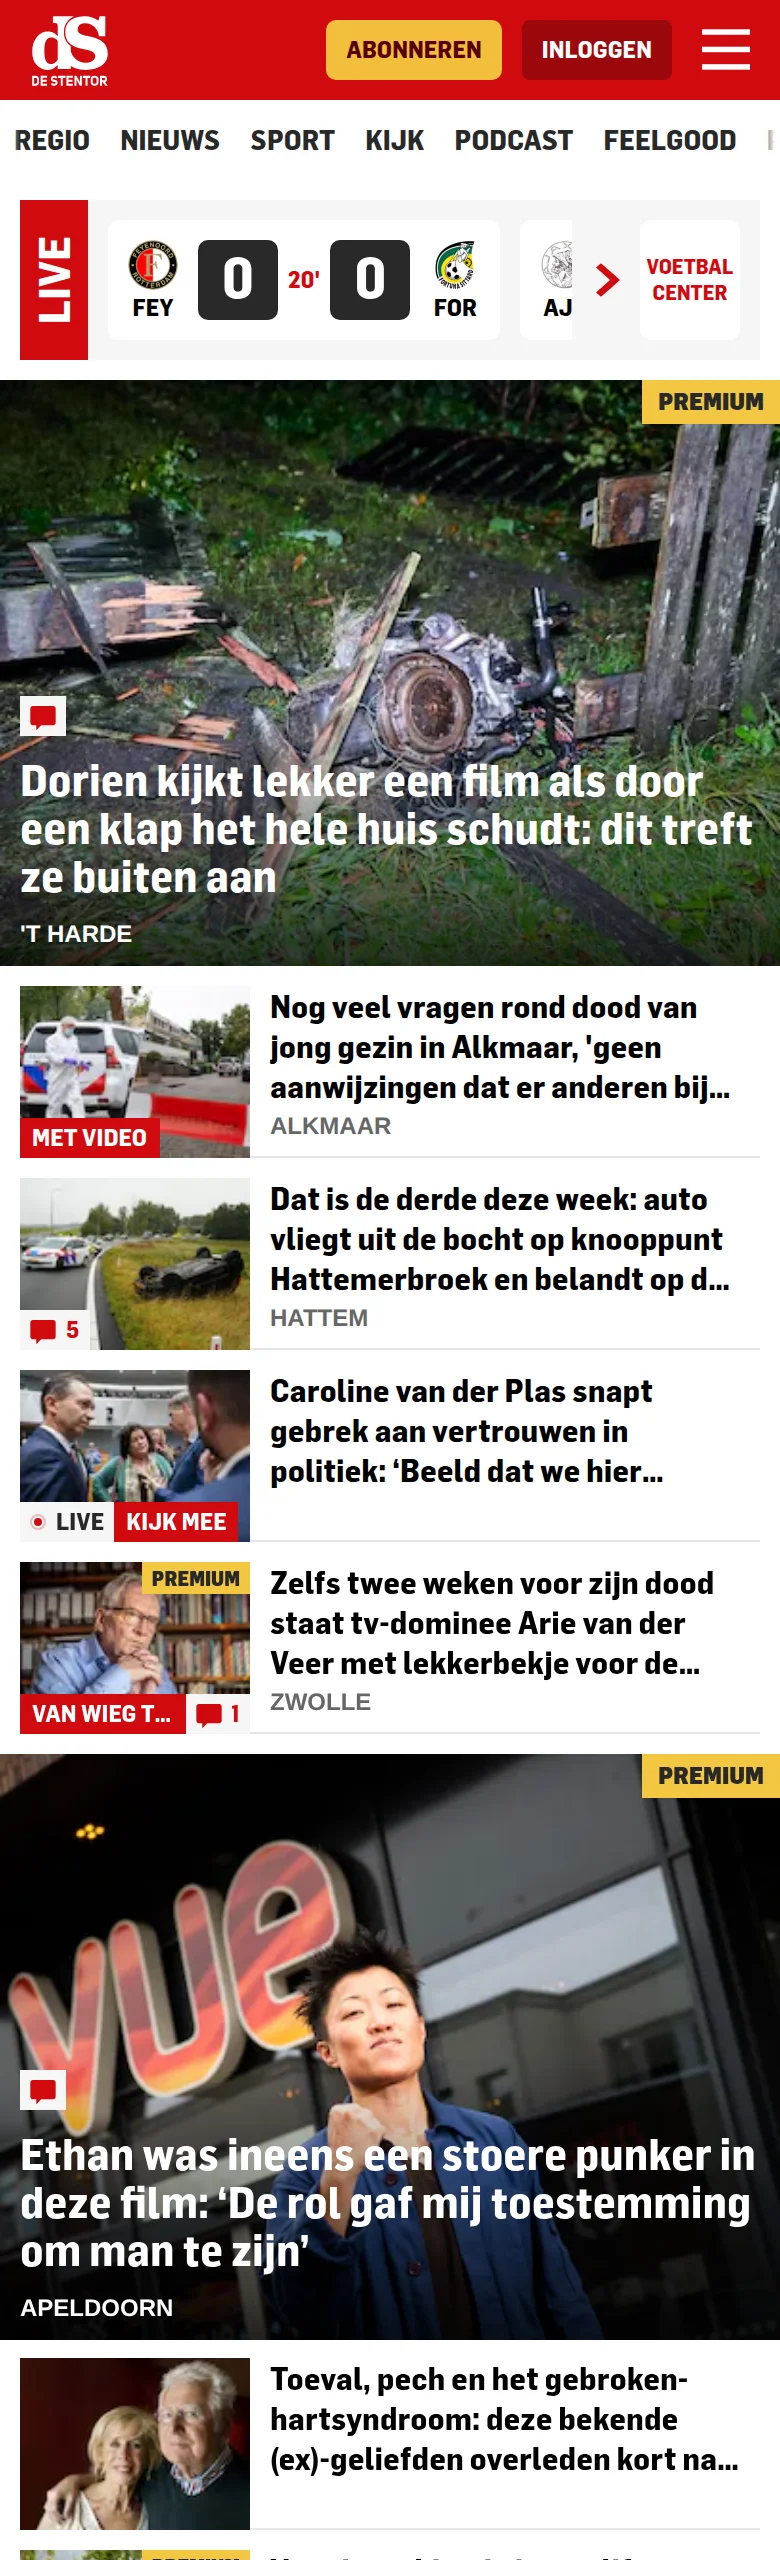 dS
DE STENTOR
ABONNEREN
INLOGGEN
REGIO NIEUWS SPORT KIJK PODCAST FEELGOOD
LIVE
FEY
0
20'
0
FOR
AJ
VOETBAL
CENTER
PREMIUM
Dorien kijkt lekker een film als door
een klap het hele huis schudt: dit treft
ze buiten aan
'T HARDE
MET VIDEO
Nog veel vragen rond dood van
jong gezin in Alkmaar, 'geen
aanwijzingen dat er anderen bij...
ALKMAAR
5
Dat is de derde deze week: auto
vliegt uit de bocht op knooppunt
Hattemerbroek en belandt op d...
HATTEM
LIVE
KIJK MEE
Caroline van der Plas snapt
gebrek aan vertrouwen in
politiek: ‘Beeld dat we hier...
PREMIUM
VAN WIEG T...
1
Zelfs twee weken voor zijn dood
staat tv-dominee Arie van der
Veer met lekkerbekje voor de...
ZWOLLE
PREMIUM
vue
Ethan was ineens een stoere punker in
deze film: ‘De rol gaf mij toestemming
om man te zijn’
APELDOORN
Toeval, pech en het gebroken-
hartsyndroom: deze bekende
(ex)-geliefden overleden kort na...